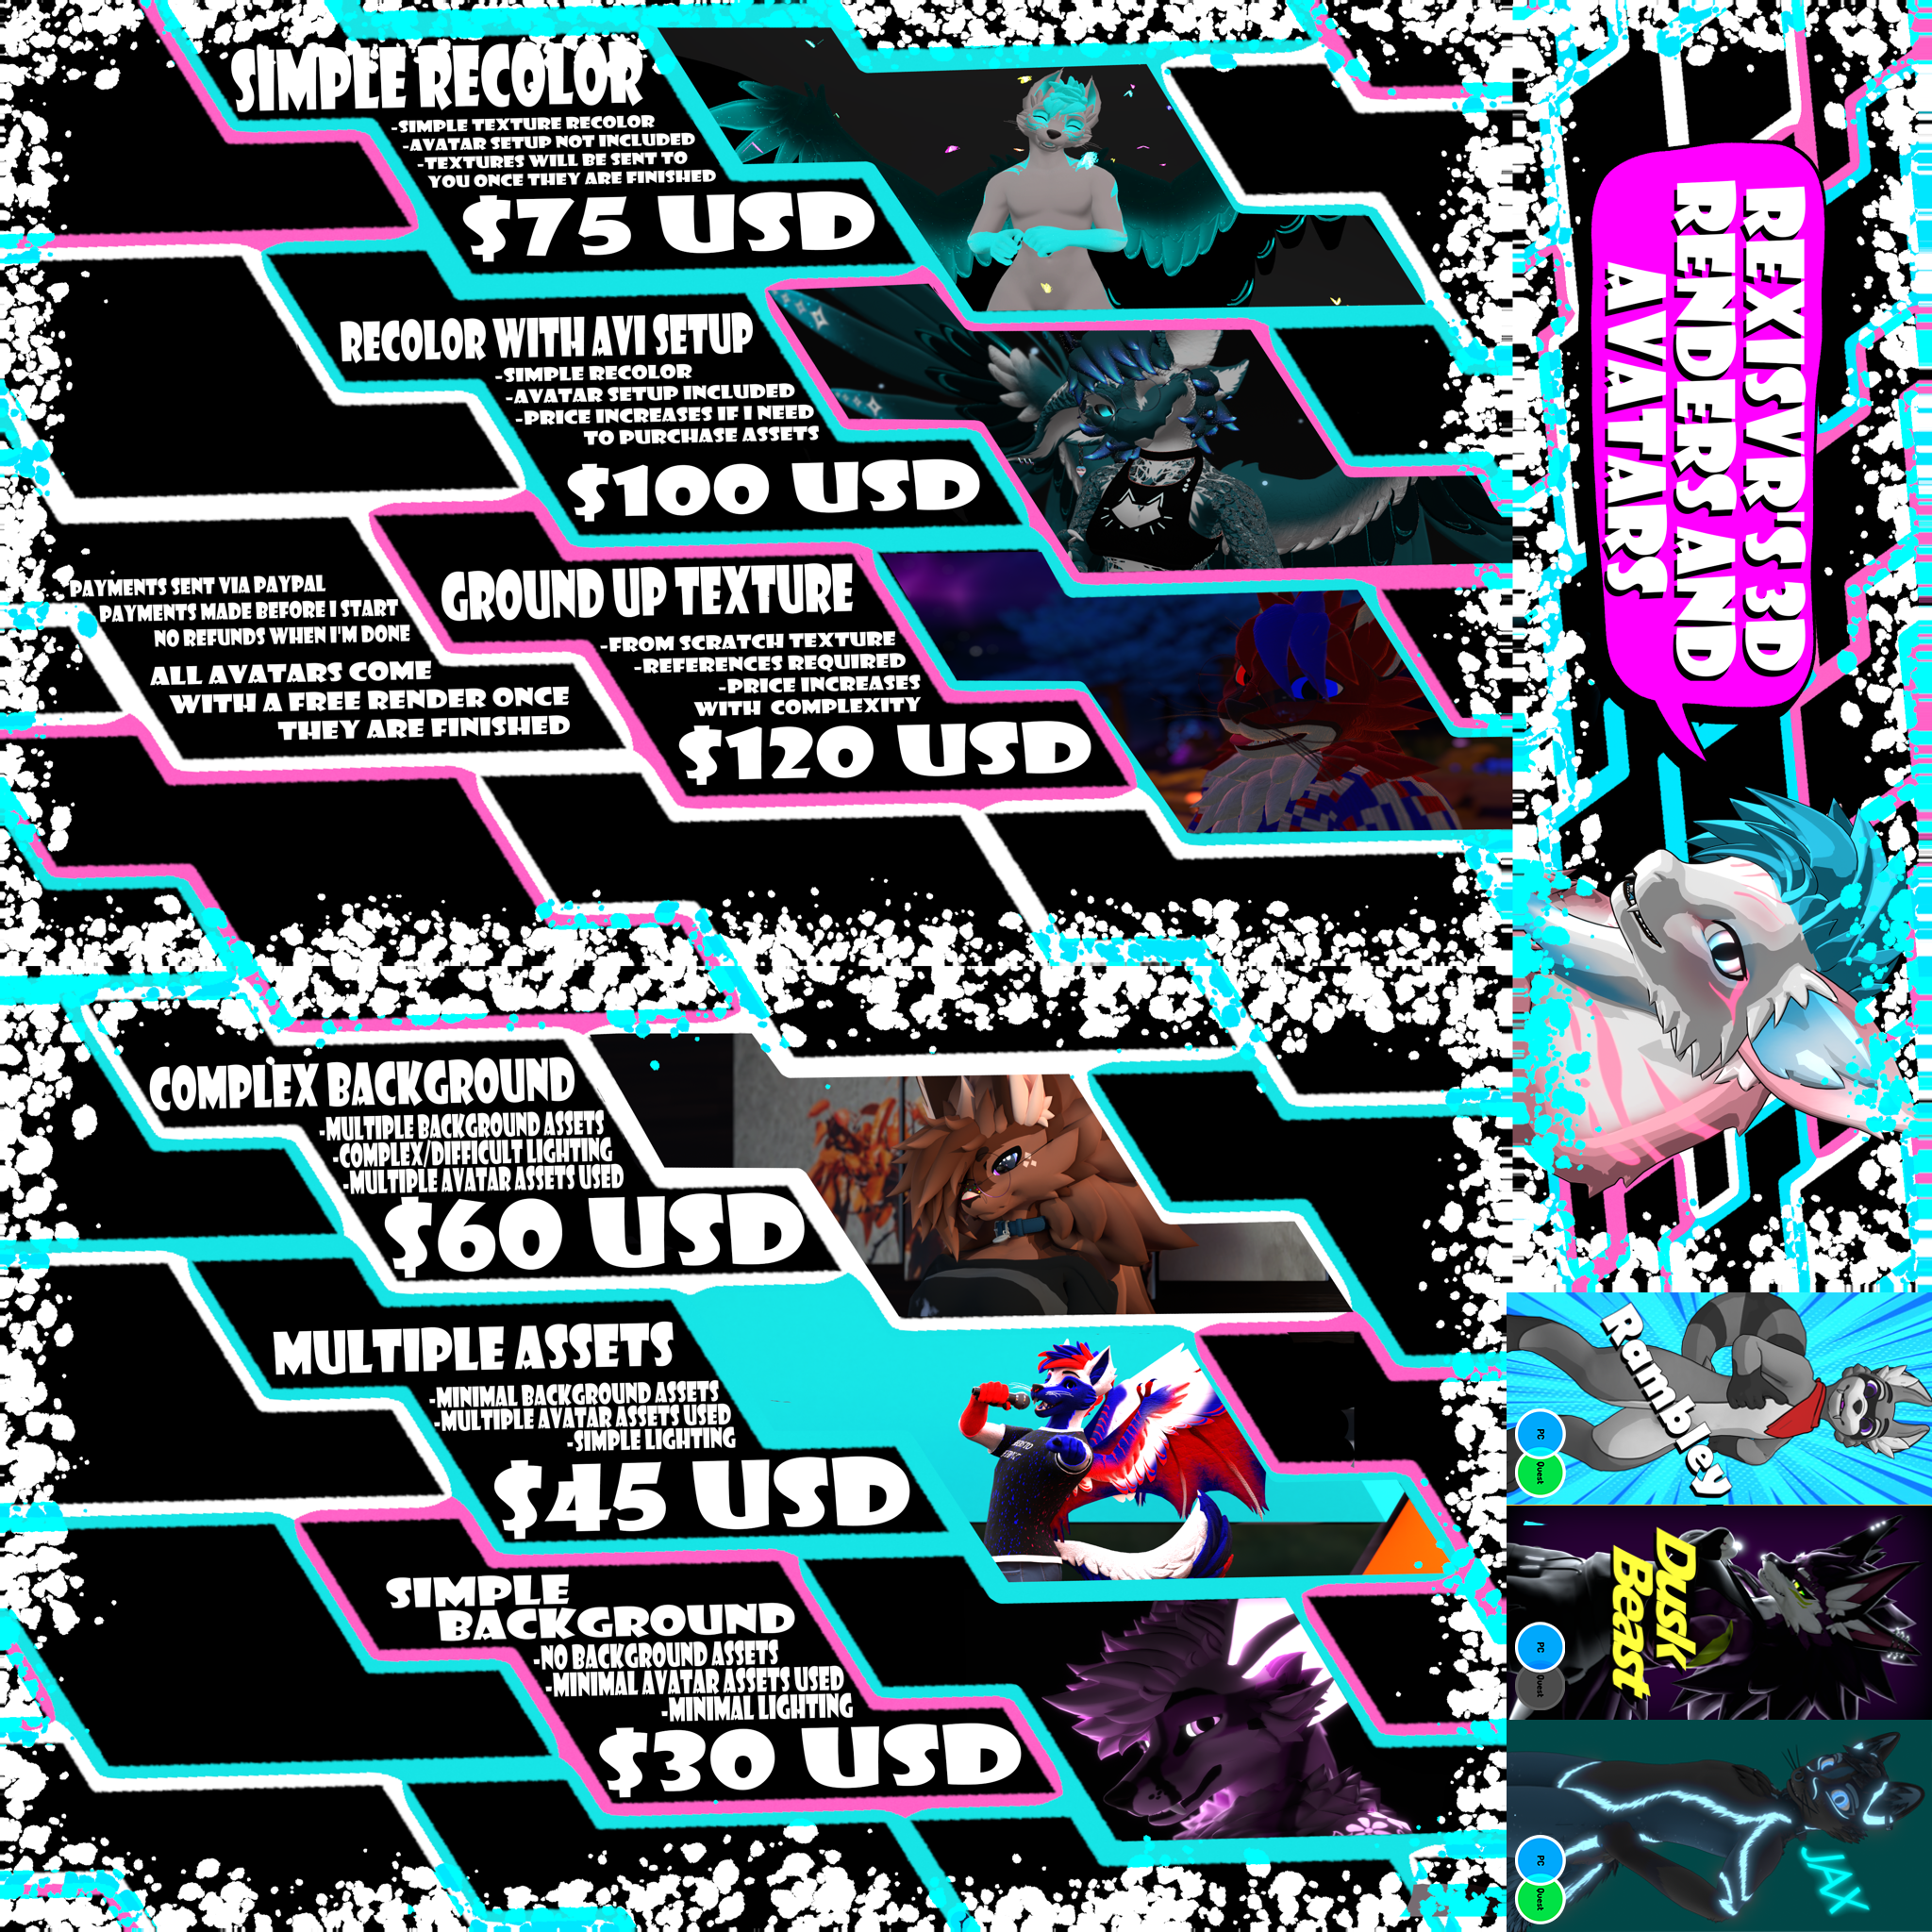 SIMPLE RECOLOR
-SIMPLE TEXTURE RECOLOR
-AVATAR SETUP NOT INCLUDED
-TEXTURES WILL BE SENT TO
YOU ONCE THEY ARE FINISHED
$75 USD
RECOLOR WITH AVI SETUP
-SIMPLE RECOLOR
-AVATAR SETUP INCLUDED
-PRICE INCREASES IF I NEED
TO PURCHASE ASSETS
$100 USD
GROUND UP TEXTURE
-FROM SCRATCH TEXTURE
-REFERENCES REQUIRED
-PRICE INCREASES
WITH COMPLEXITY
$120 USD
PAYMENTS SENT VIA PAYPAL
PAYMENTS MADE BEFORE I START
NO REFUNDS WHEN I'M DONE
ALL AVATARS COME
WITH A FREE RENDER ONCE
THEY ARE FINISHED
COMPLEX BACKGROUND
-MULTIPLE BACKGROUND ASSETS
-COMPLEX/DIFFICULT LIGHTING
-MULTIPLE AVATAR ASSETS USED
$60 USD
MULTIPLE ASSETS
-MINIMAL BACKGROUND ASSETS
-MULTIPLE AVATAR ASSETS USED
-SIMPLE LIGHTING
$45 USD
SIMPLE
BACKGROUND
-NO BACKGROUND ASSETS
-MINIMAL AVATAR ASSETS USED
-MINIMAL LIGHTING
$30 USD
REXISVR'S 3D
RENDERS AND
AVATARS
Rambley
PC
Quest
Dusk
Beast
PC
Quest
JAX
PC
Quest